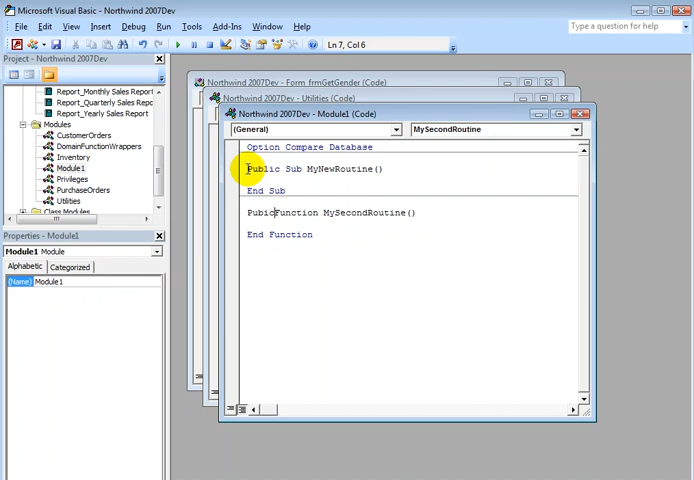 Microsoft Visual Basic - Northwind 2007Dev
File Edit View Insert Debug Run Tools Add-Ins Window Help
Type a question for help
Ln 7, Col 6
Project - Northwind 2007Dev
Report_Monthly Sales Repor
Report_Quarterly Sales Repo
Report_Yearly Sales Report
Modules
CustomerOrders
DomainFunctionWrappers
Inventory
Module1
Privileges
PurchaseOrders
Utilities
Class Modules
Properties - Module1
Module1 Module
Alphabetic Categorized
(Name) Module1
Northwind 2007Dev - Form frmGetGender (Code)
Northwind 2007Dev - Utilities (Code)
Northwind 2007Dev - Module1 (Code)
(General) MySecondRoutine
Option Compare Database
Public Sub MyNewRoutine()
End Sub
PubicFunction MySecondRoutine()
End Function